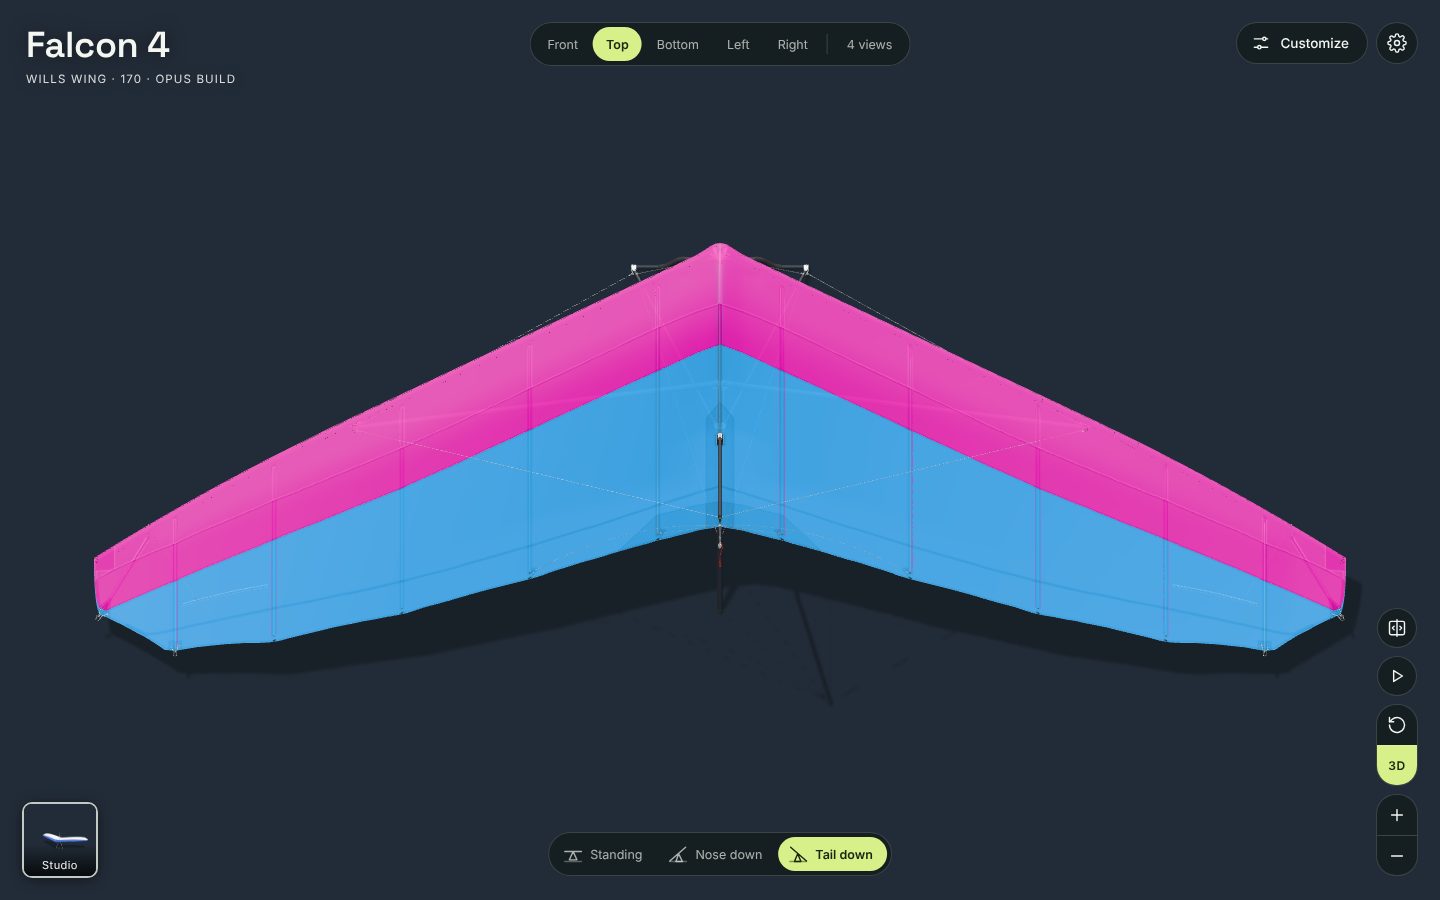 Falcon 4
WILLS WING · 170 · OPUS BUILD
Front
Top
Bottom
Left
Right
4 views
Customize
3D
Studio
Standing
Nose down
Tail down